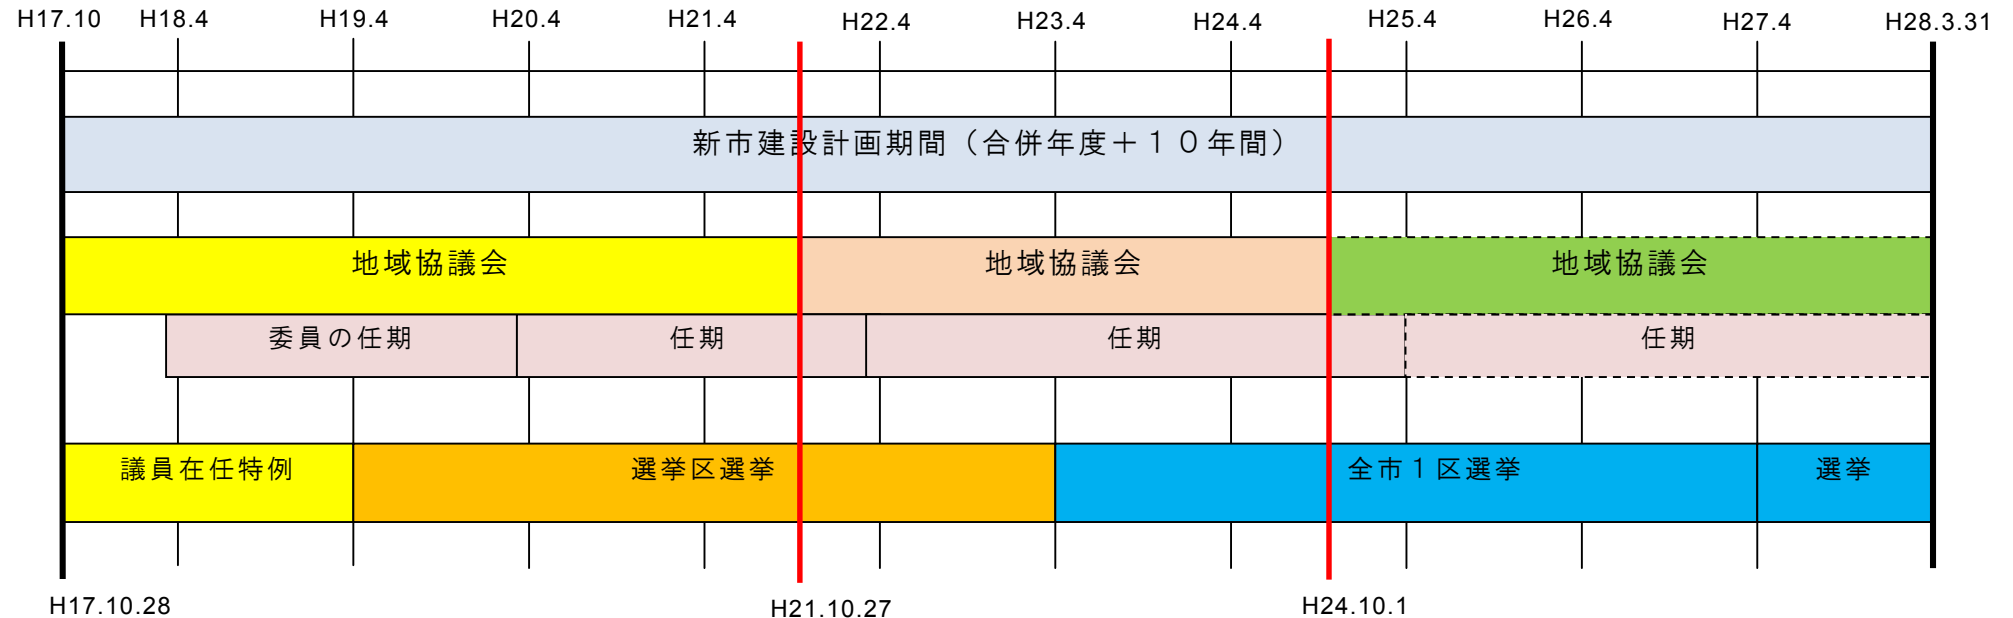 H17.10 H18.4 H19.4 H20.4 H21.4 H22.4 H23.4 H24.4 H25.4 H26.4 H27.4 H28.3.31
新市建設計画期間（合併年度＋１０年間）
地域協議会 地域協議会 地域協議会
委員の任期 任期 任期 任期
議員在任特例 選挙区選挙 全市１区選挙 選挙
H17.10.28 H21.10.27 H24.10.1